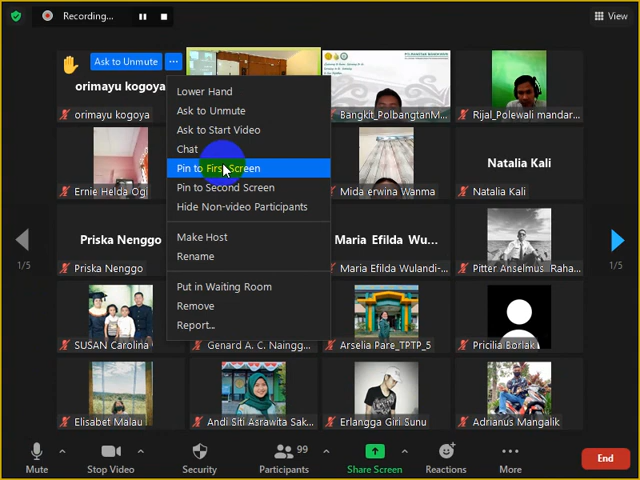 Recording...
View
Ask to Unmute ...
orimayu kogoya
orimayu kogoya
Lower Hand
Ask to Unmute
Ask to Start Video
Chat
Pin to First Screen
Pin to Second Screen
Hide Non-video Participants
Make Host
Rename
Put in Waiting Room
Remove
Report...
Bangkit_PolbangtanM...
Rijal_Polewali mandar...
Ernie Helda Ogi
Mida erwina Wanma
Natalia Kali
Natalia Kali
Priska Nenggo
Priska Nenggo
Maria Efilda Wu...
Maria Efilda Wulandi-...
Pitter Anselmus Raha...
1/5
1/5
SUSAN Carolina
Genard A. C. Naingg...
Arselia Pare_TPTP_5
Pricilia Borlak
Elisabet Malau
Andi Siti Asrawita Sak...
Erlangga Giri Sunu
Adrianus Mangalik
Mute
Stop Video
Security
Participants
99
Share Screen
Reactions
More
End